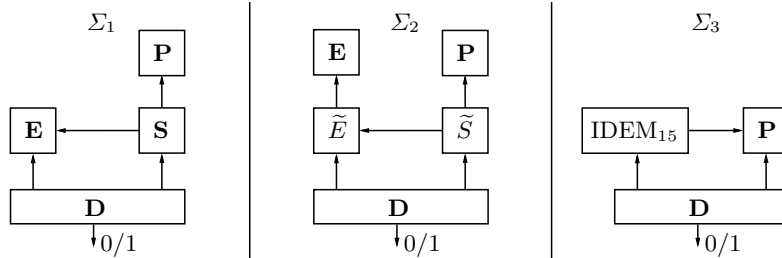 Σ₁ Σ₂ Σ₃
P E P
E S Ẽ S̃ IDEM₁₅ P
D D D
0/1 0/1 0/1